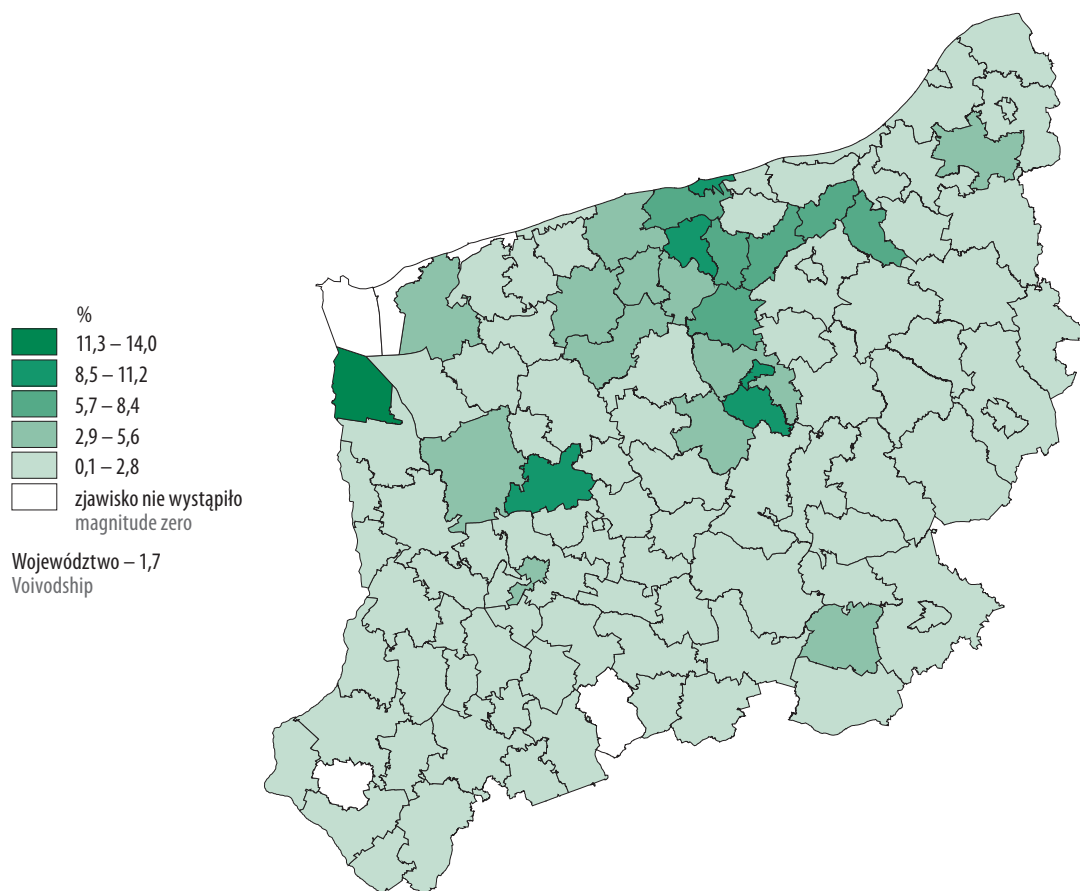 %
11,3 – 14,0
8,5 – 11,2
5,7 – 8,4
2,9 – 5,6
0,1 – 2,8
zjawisko nie wystąpiło
magnitude zero
Województwo – 1,7
Voivodship